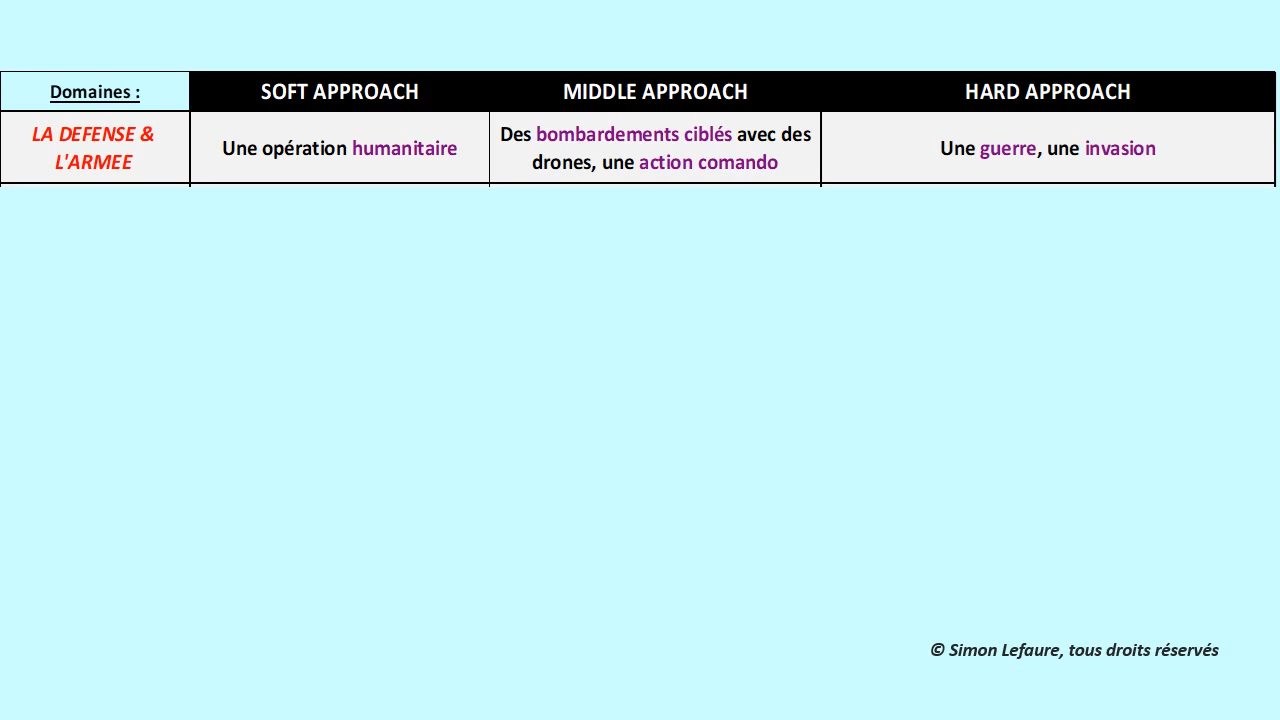 Domaines :
SOFT APPROACH
MIDDLE APPROACH
HARD APPROACH
LA DEFENSE &
L'ARMEE
Une opération humanitaire
Des bombardements ciblés avec des
drones, une action comando
Une guerre, une invasion
© Simon Lefaure, tous droits réservés